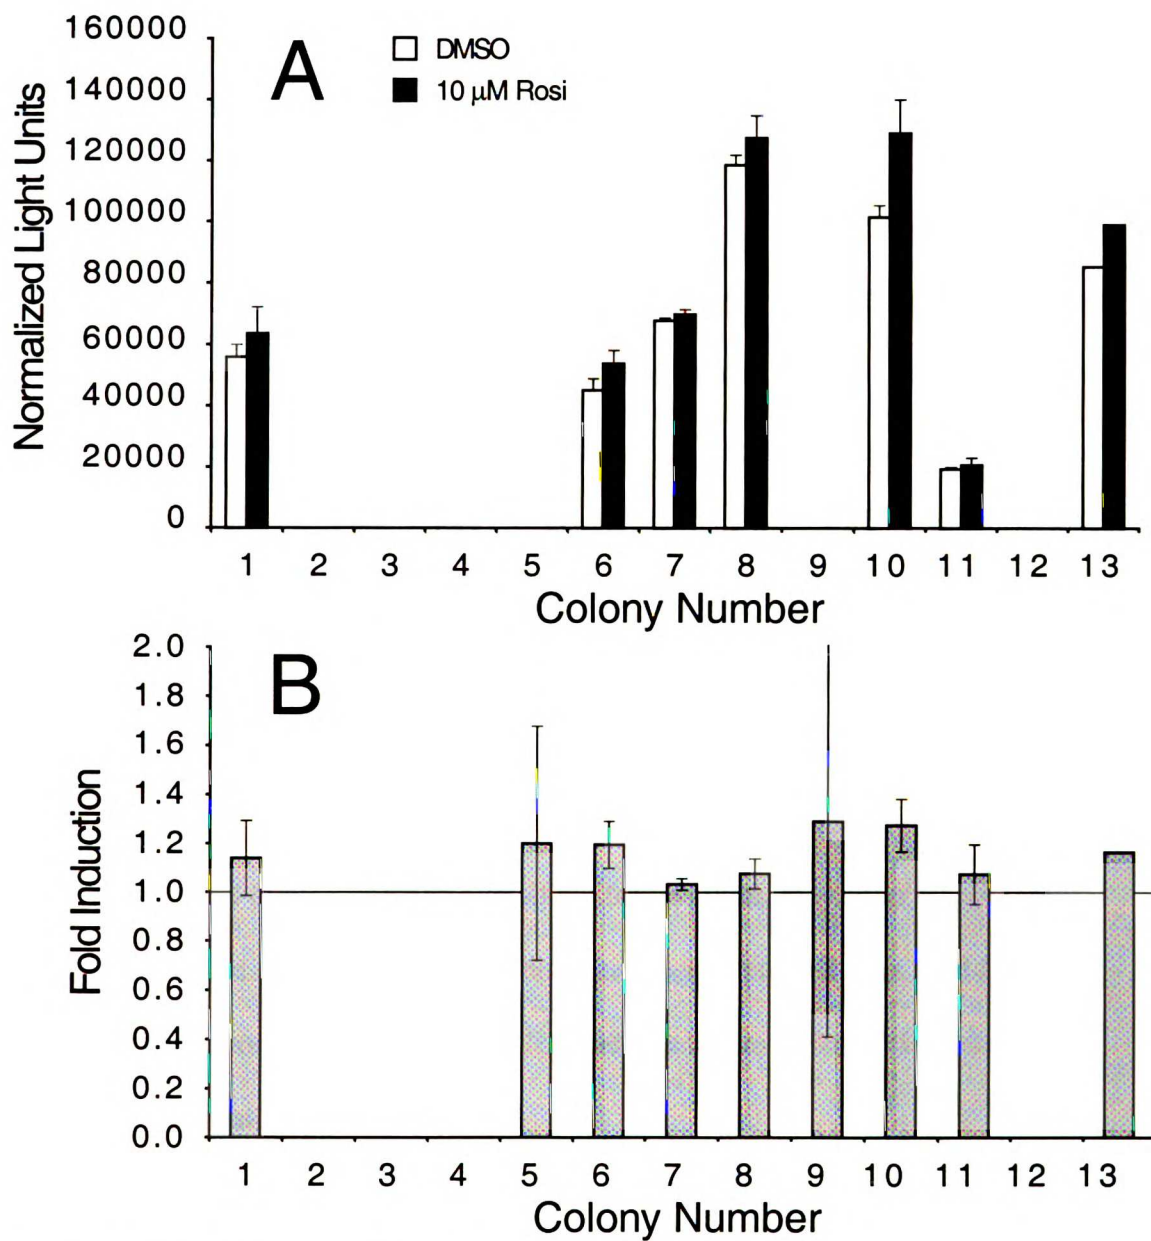 A
DMSO
10 µM Rosi
Normalized Light Units
160000
140000
120000
100000
80000
60000
40000
20000
0
1 2 3 4 5 6 7 8 9 10 11 12 13
Colony Number
B
Fold Induction
2.0
1.8
1.6
1.4
1.2
1.0
0.8
0.6
0.4
0.2
0.0
1 2 3 4 5 6 7 8 9 10 11 12 13
Colony Number